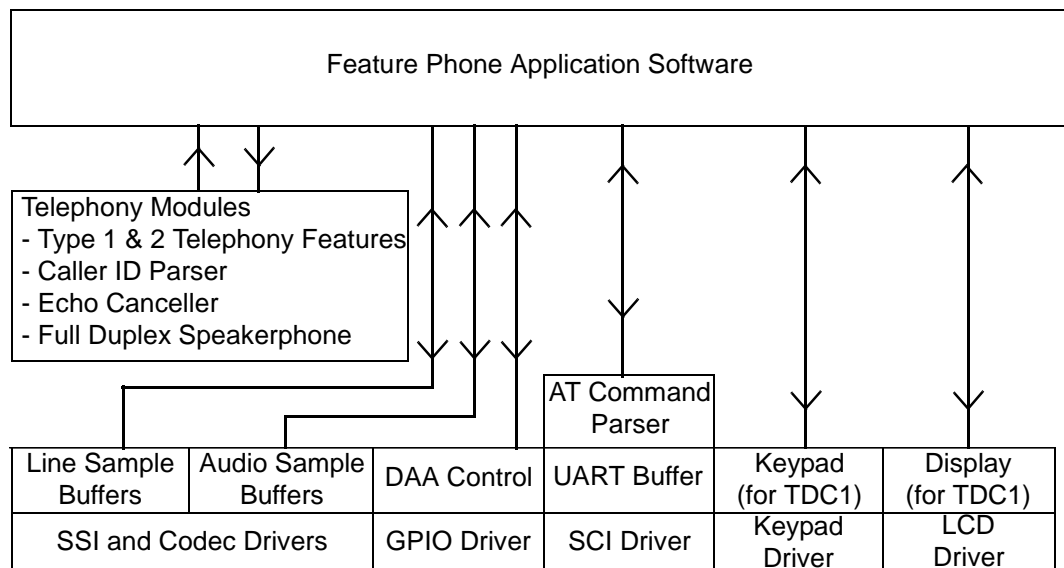 Feature Phone Application Software
Telephony Modules
- Type 1 & 2 Telephony Features
- Caller ID Parser
- Echo Canceller
- Full Duplex Speakerphone
AT Command
Parser
Line Sample
Buffers
Audio Sample
Buffers
DAA Control
UART Buffer
Keypad
(for TDC1)
Display
(for TDC1)
SSI and Codec Drivers
GPIO Driver
SCI Driver
Keypad
Driver
LCD
Driver